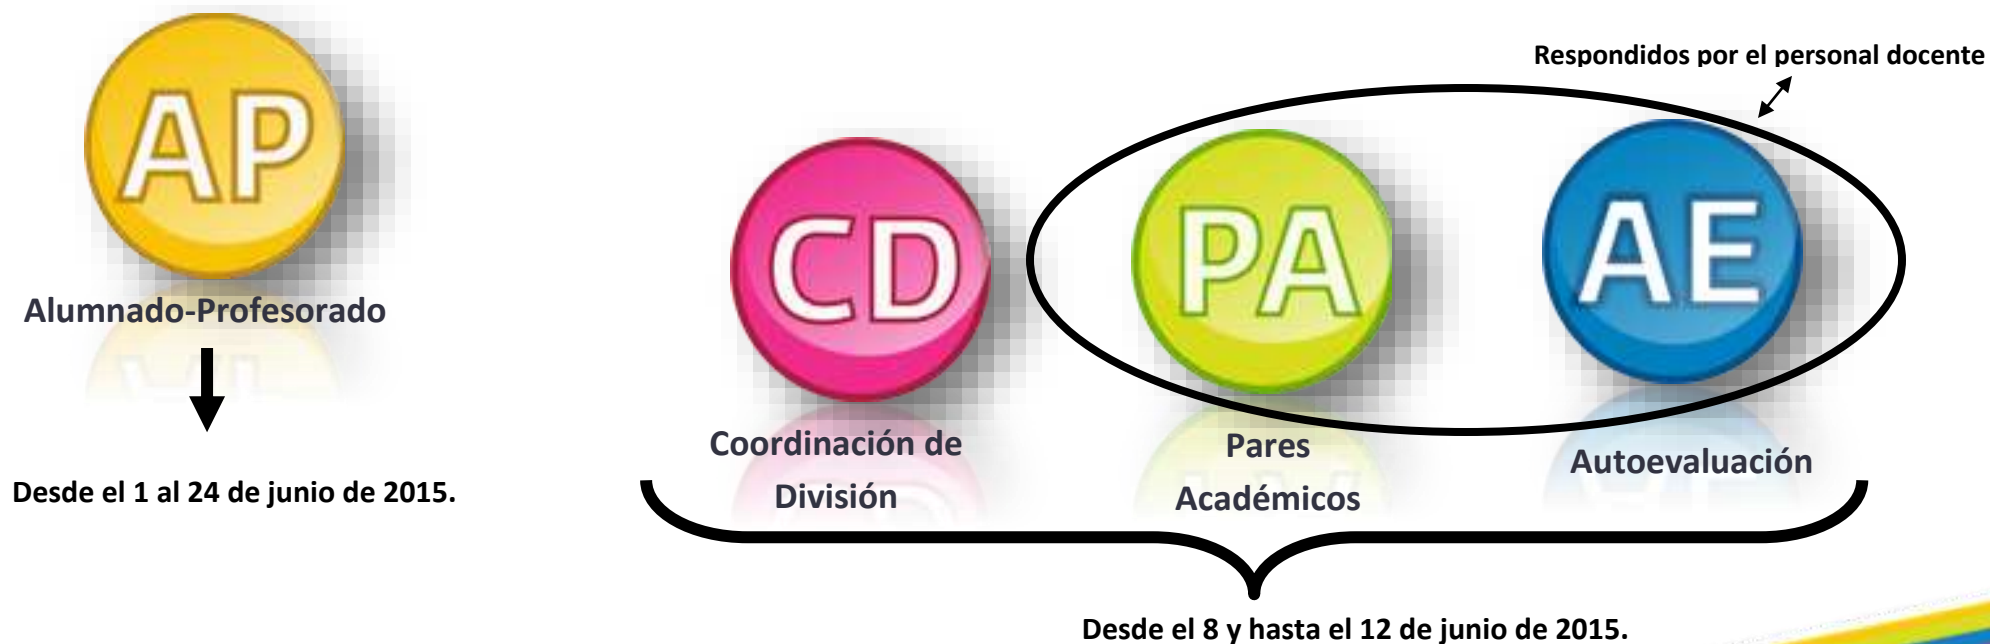 AP
Alumnado-Profesorado
Desde el 1 al 24 de junio de 2015.
Respondidos por el personal docente
CD
Coordinación de
División
PA
Pares
Académicos
AE
Autoevaluación
Desde el 8 y hasta el 12 de junio de 2015.